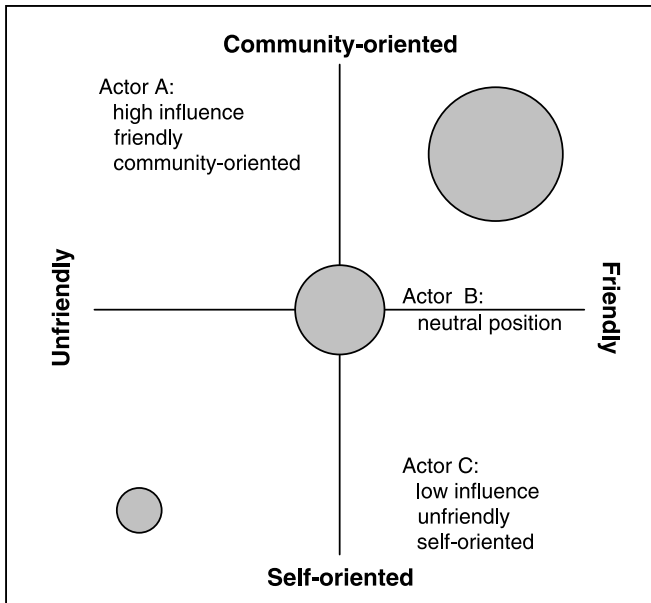 Community-oriented
Actor A:
high influence
friendly
community-oriented
Unfriendly
Friendly
Actor B:
neutral position
Actor C:
low influence
unfriendly
self-oriented
Self-oriented